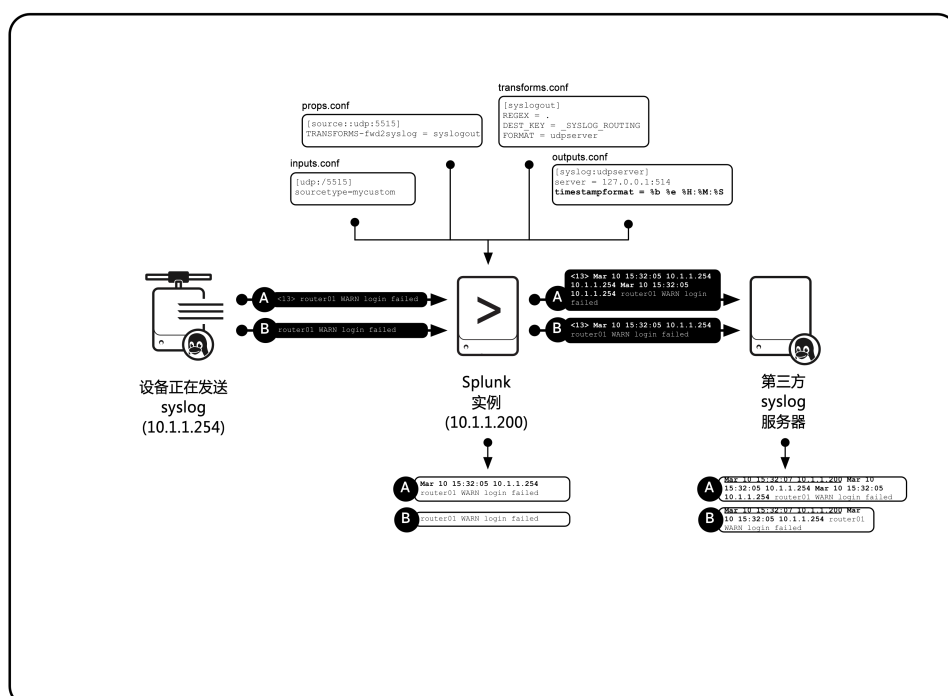 transforms.conf
[syslogout]
REGEX = .
DEST_KEY = _SYSLOG_ROUTING
FORMAT = udpserver
props.conf
[source::udp:5515]
TRANSFORMS-fwd2syslog = syslogout
inputs.conf
[udp:/5515]
sourcetype=mycustom
outputs.conf
[syslog:udpserver]
server = 127.0.0.1:514
timestampformat = %b %e %H:%M:%S
A
<13> router01 WARN login failed
B
router01 WARN login failed
>
A
<13> Mar 10 15:32:05 10.1.1.254
10.1.1.254 Mar 10 15:32:05
10.1.1.254 router01 WARN login
failed
B
<13> Mar 10 15:32:05 10.1.1.254
router01 WARN login failed
设备正在发送
syslog
(10.1.1.254)
Splunk
实例
(10.1.1.200)
第三方
syslog
服务器
A
Mar 10 15:32:05 10.1.1.254
router01 WARN login failed
B
router01 WARN login failed
A
Mar 10 15:32:07 10.1.1.200 Mar 10
15:32:05 10.1.1.254 Mar 10 15:32:05
10.1.1.254 router01 WARN login failed
B
Mar 10 15:32:07 10.1.1.200 Mar
10 15:32:05 10.1.1.254 router01
WARN login failed